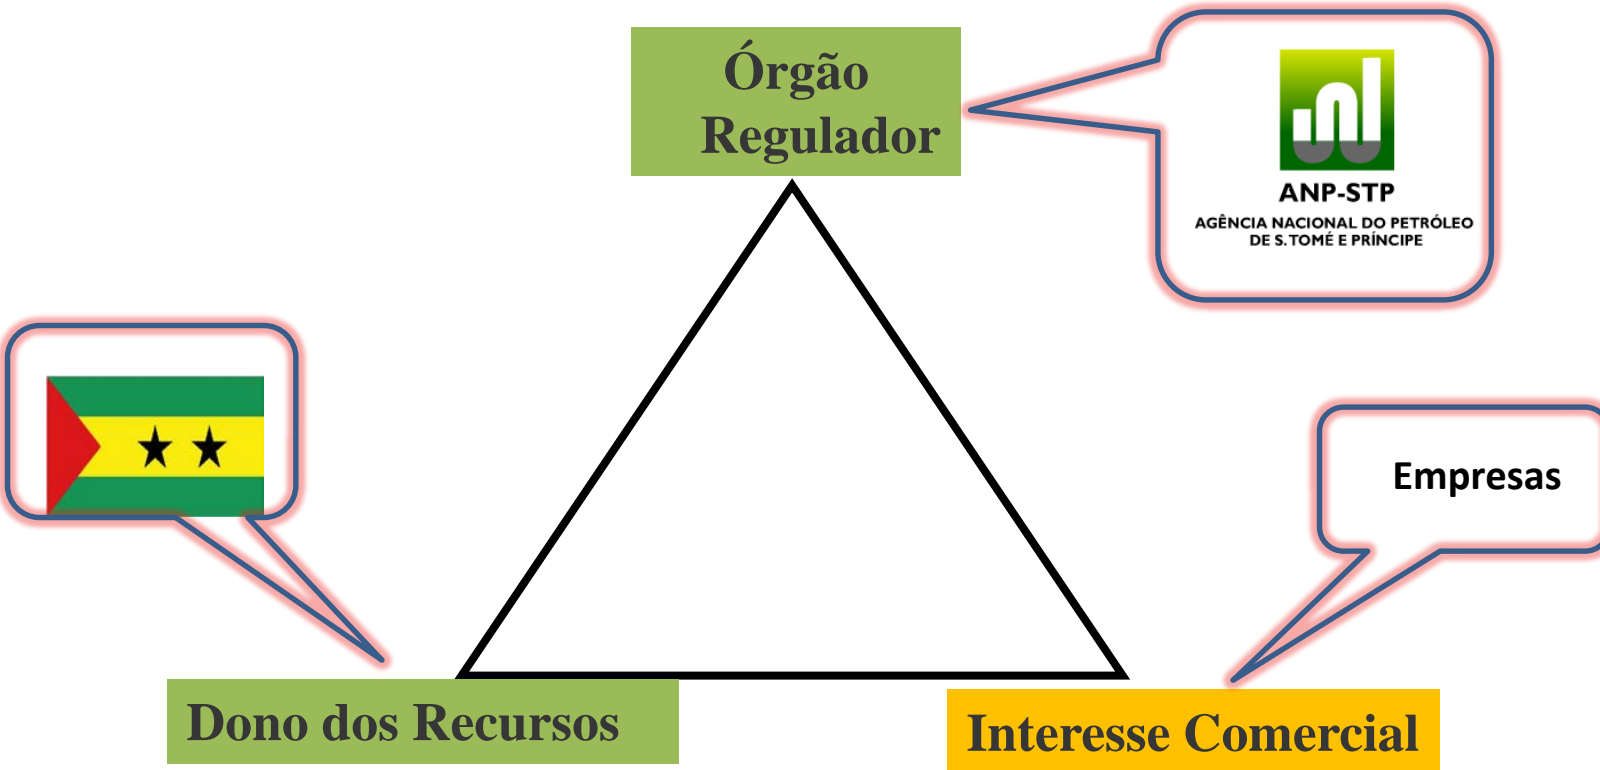 Órgão
Regulador
ANP-STP
AGÊNCIA NACIONAL DO PETRÓLEO
DE S. TOMÉ E PRÍNCIPE
Empresas
Dono dos Recursos
Interesse Comercial